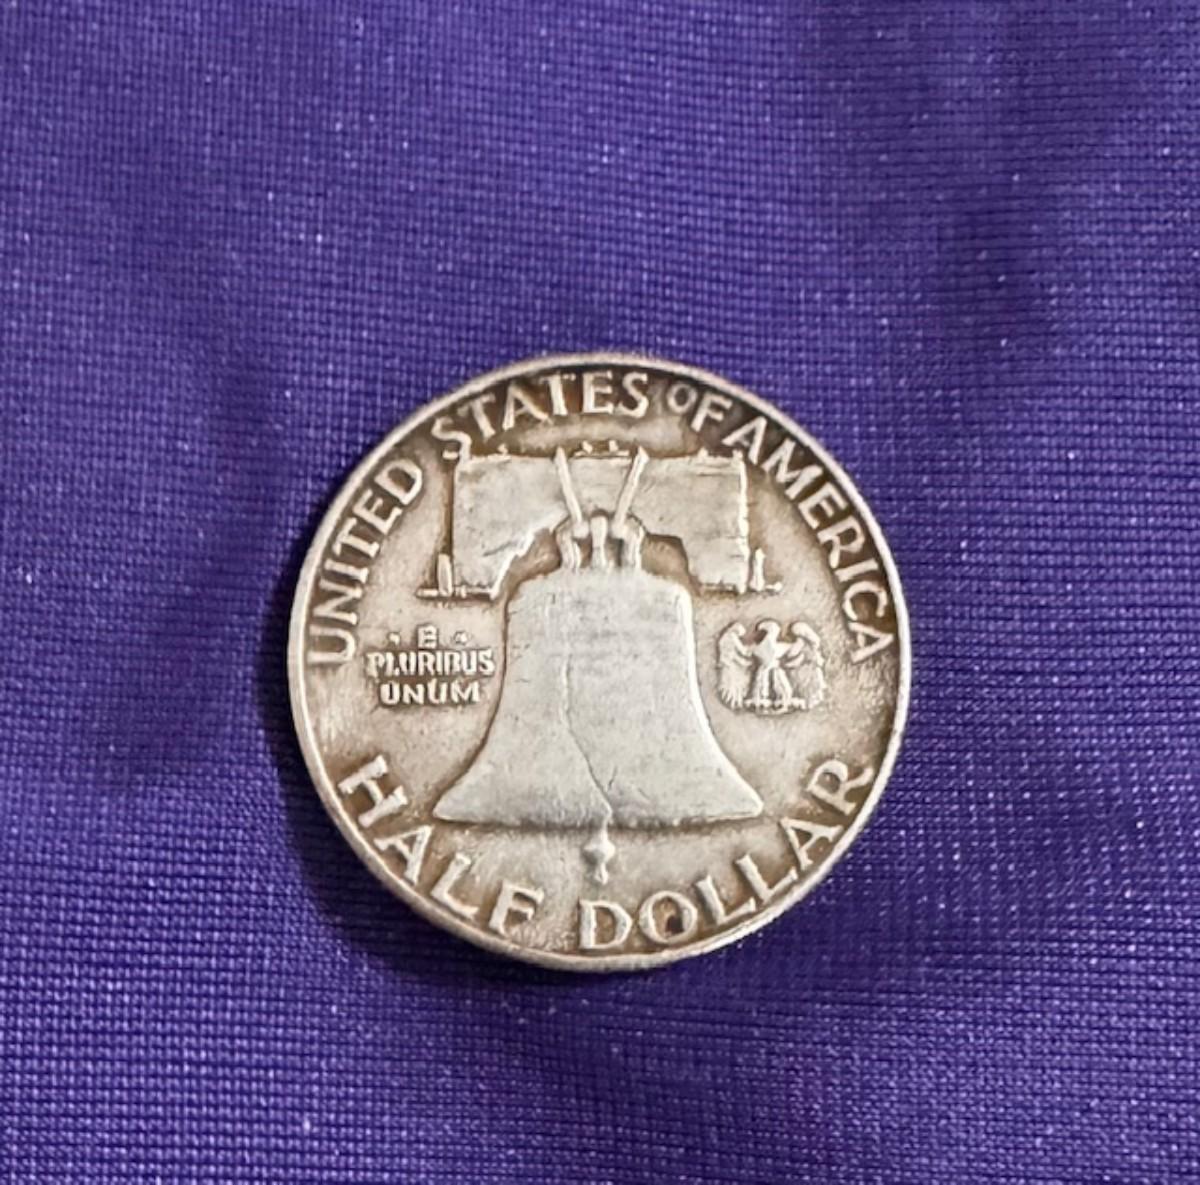 UNITED STATES OF AMERICA
· E ·
PLURIBUS
UNUM
HALF DOLLAR